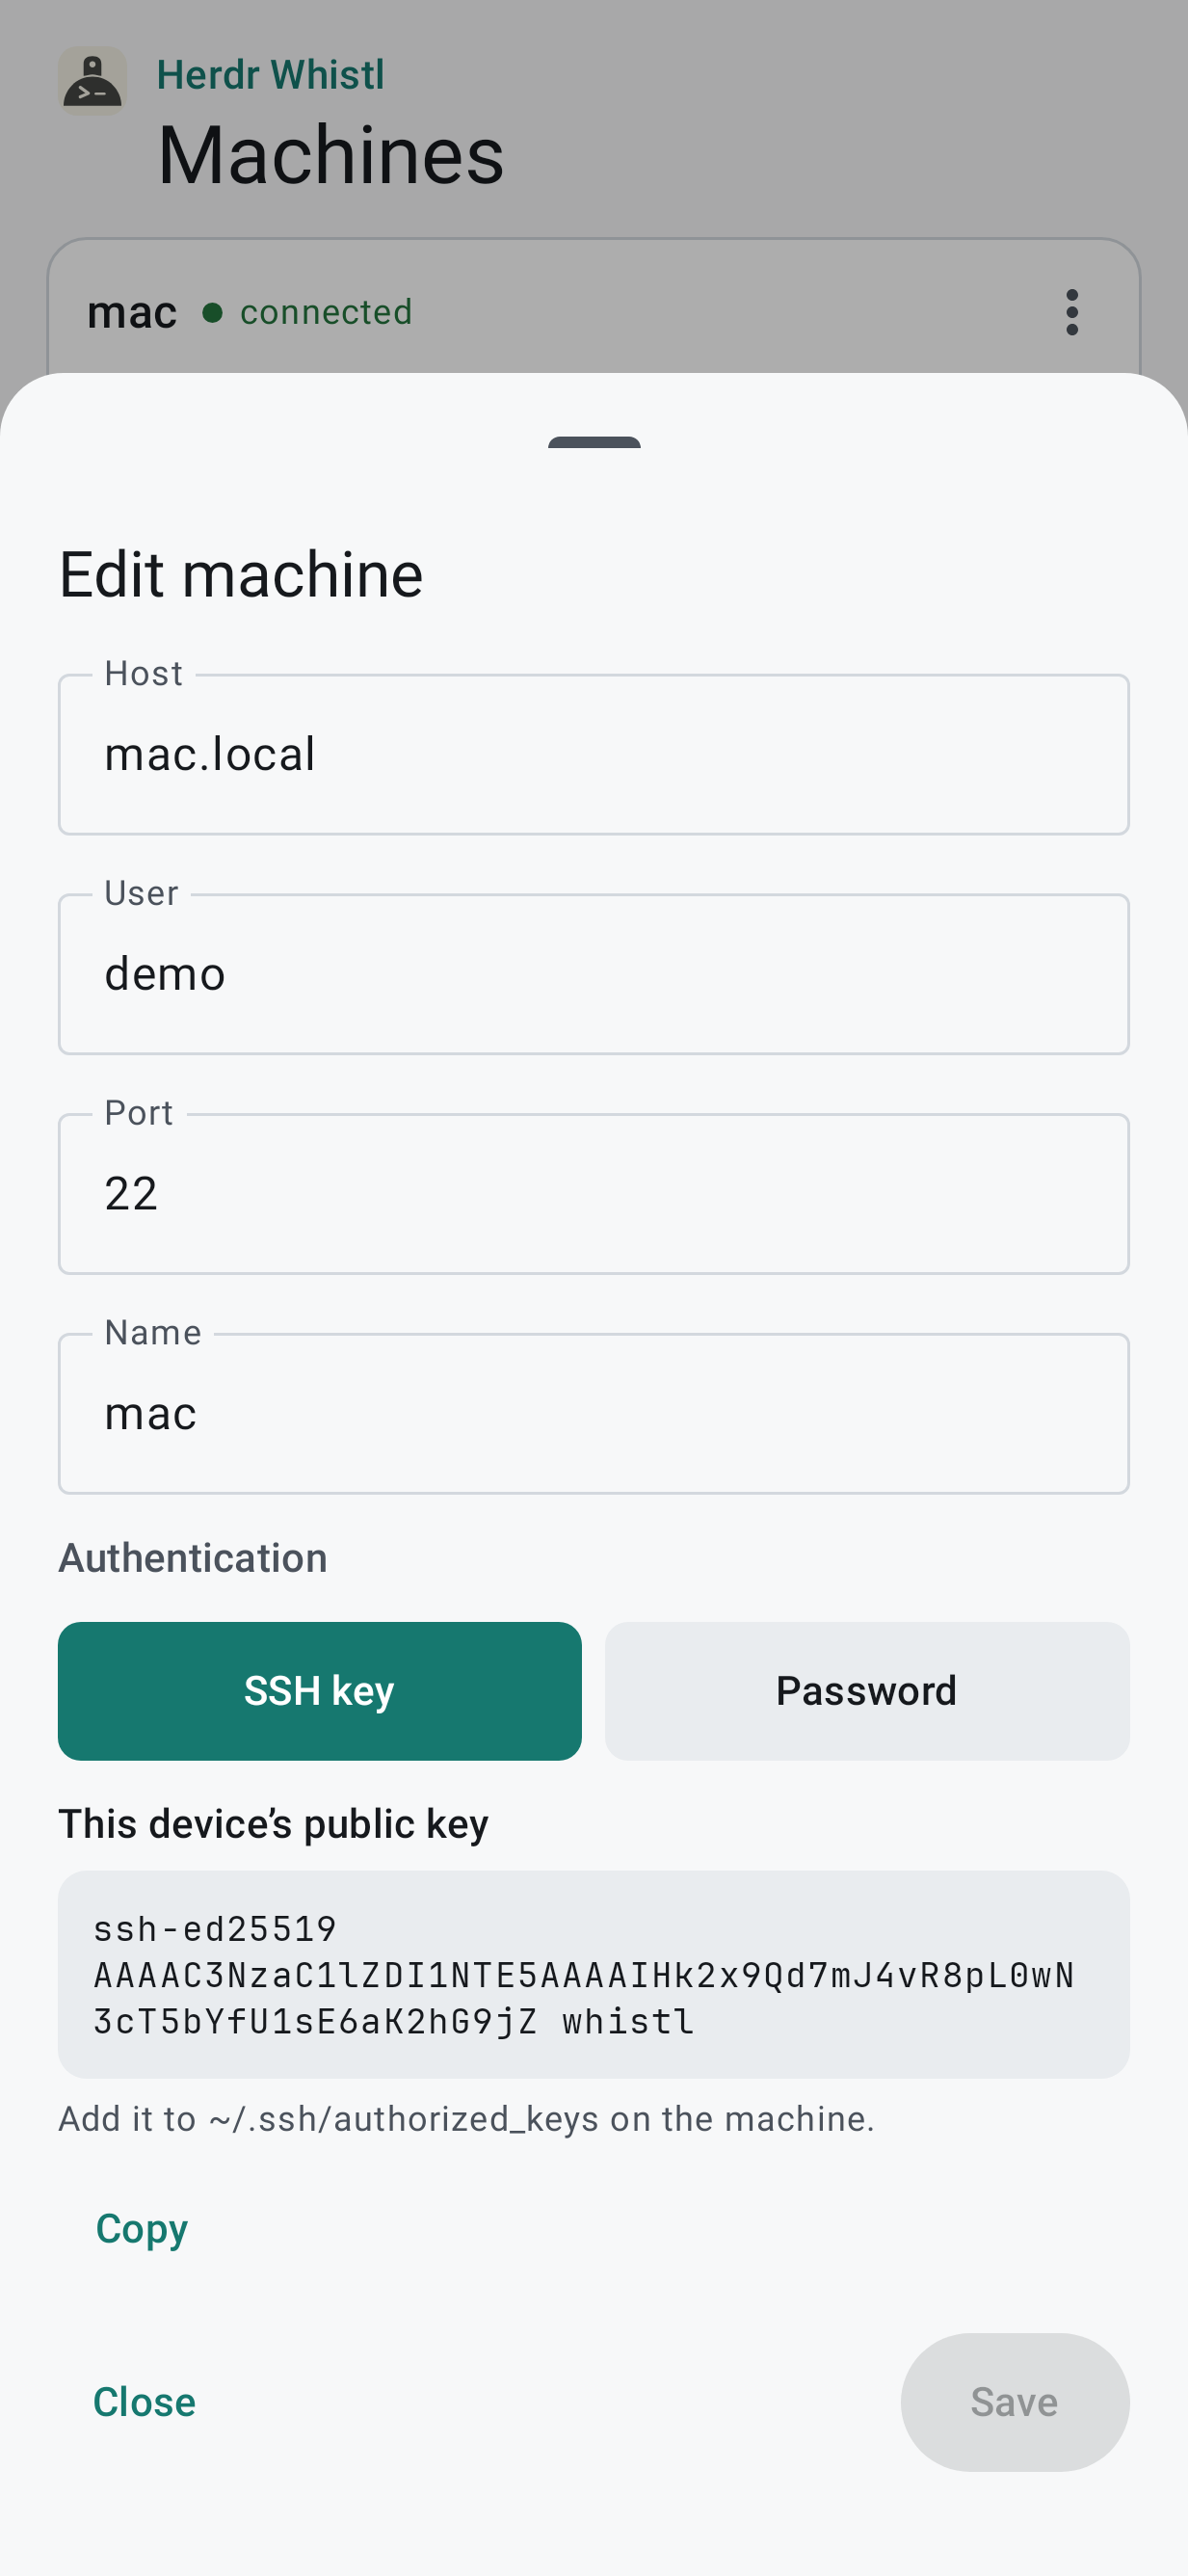 Herdr Whistl
Machines
mac connected
Edit machine
Host
mac.local
User
demo
Port
22
Name
mac
Authentication
SSH key Password
This device’s public key
ssh-ed25519
AAAAC3NzaC1lZDI1NTE5AAAAIHk2x9Qd7mJ4vR8pL0wN
3cT5bYfU1sE6aK2hG9jZ whistl
Add it to ~/.ssh/authorized_keys on the machine.
Copy
Close Save